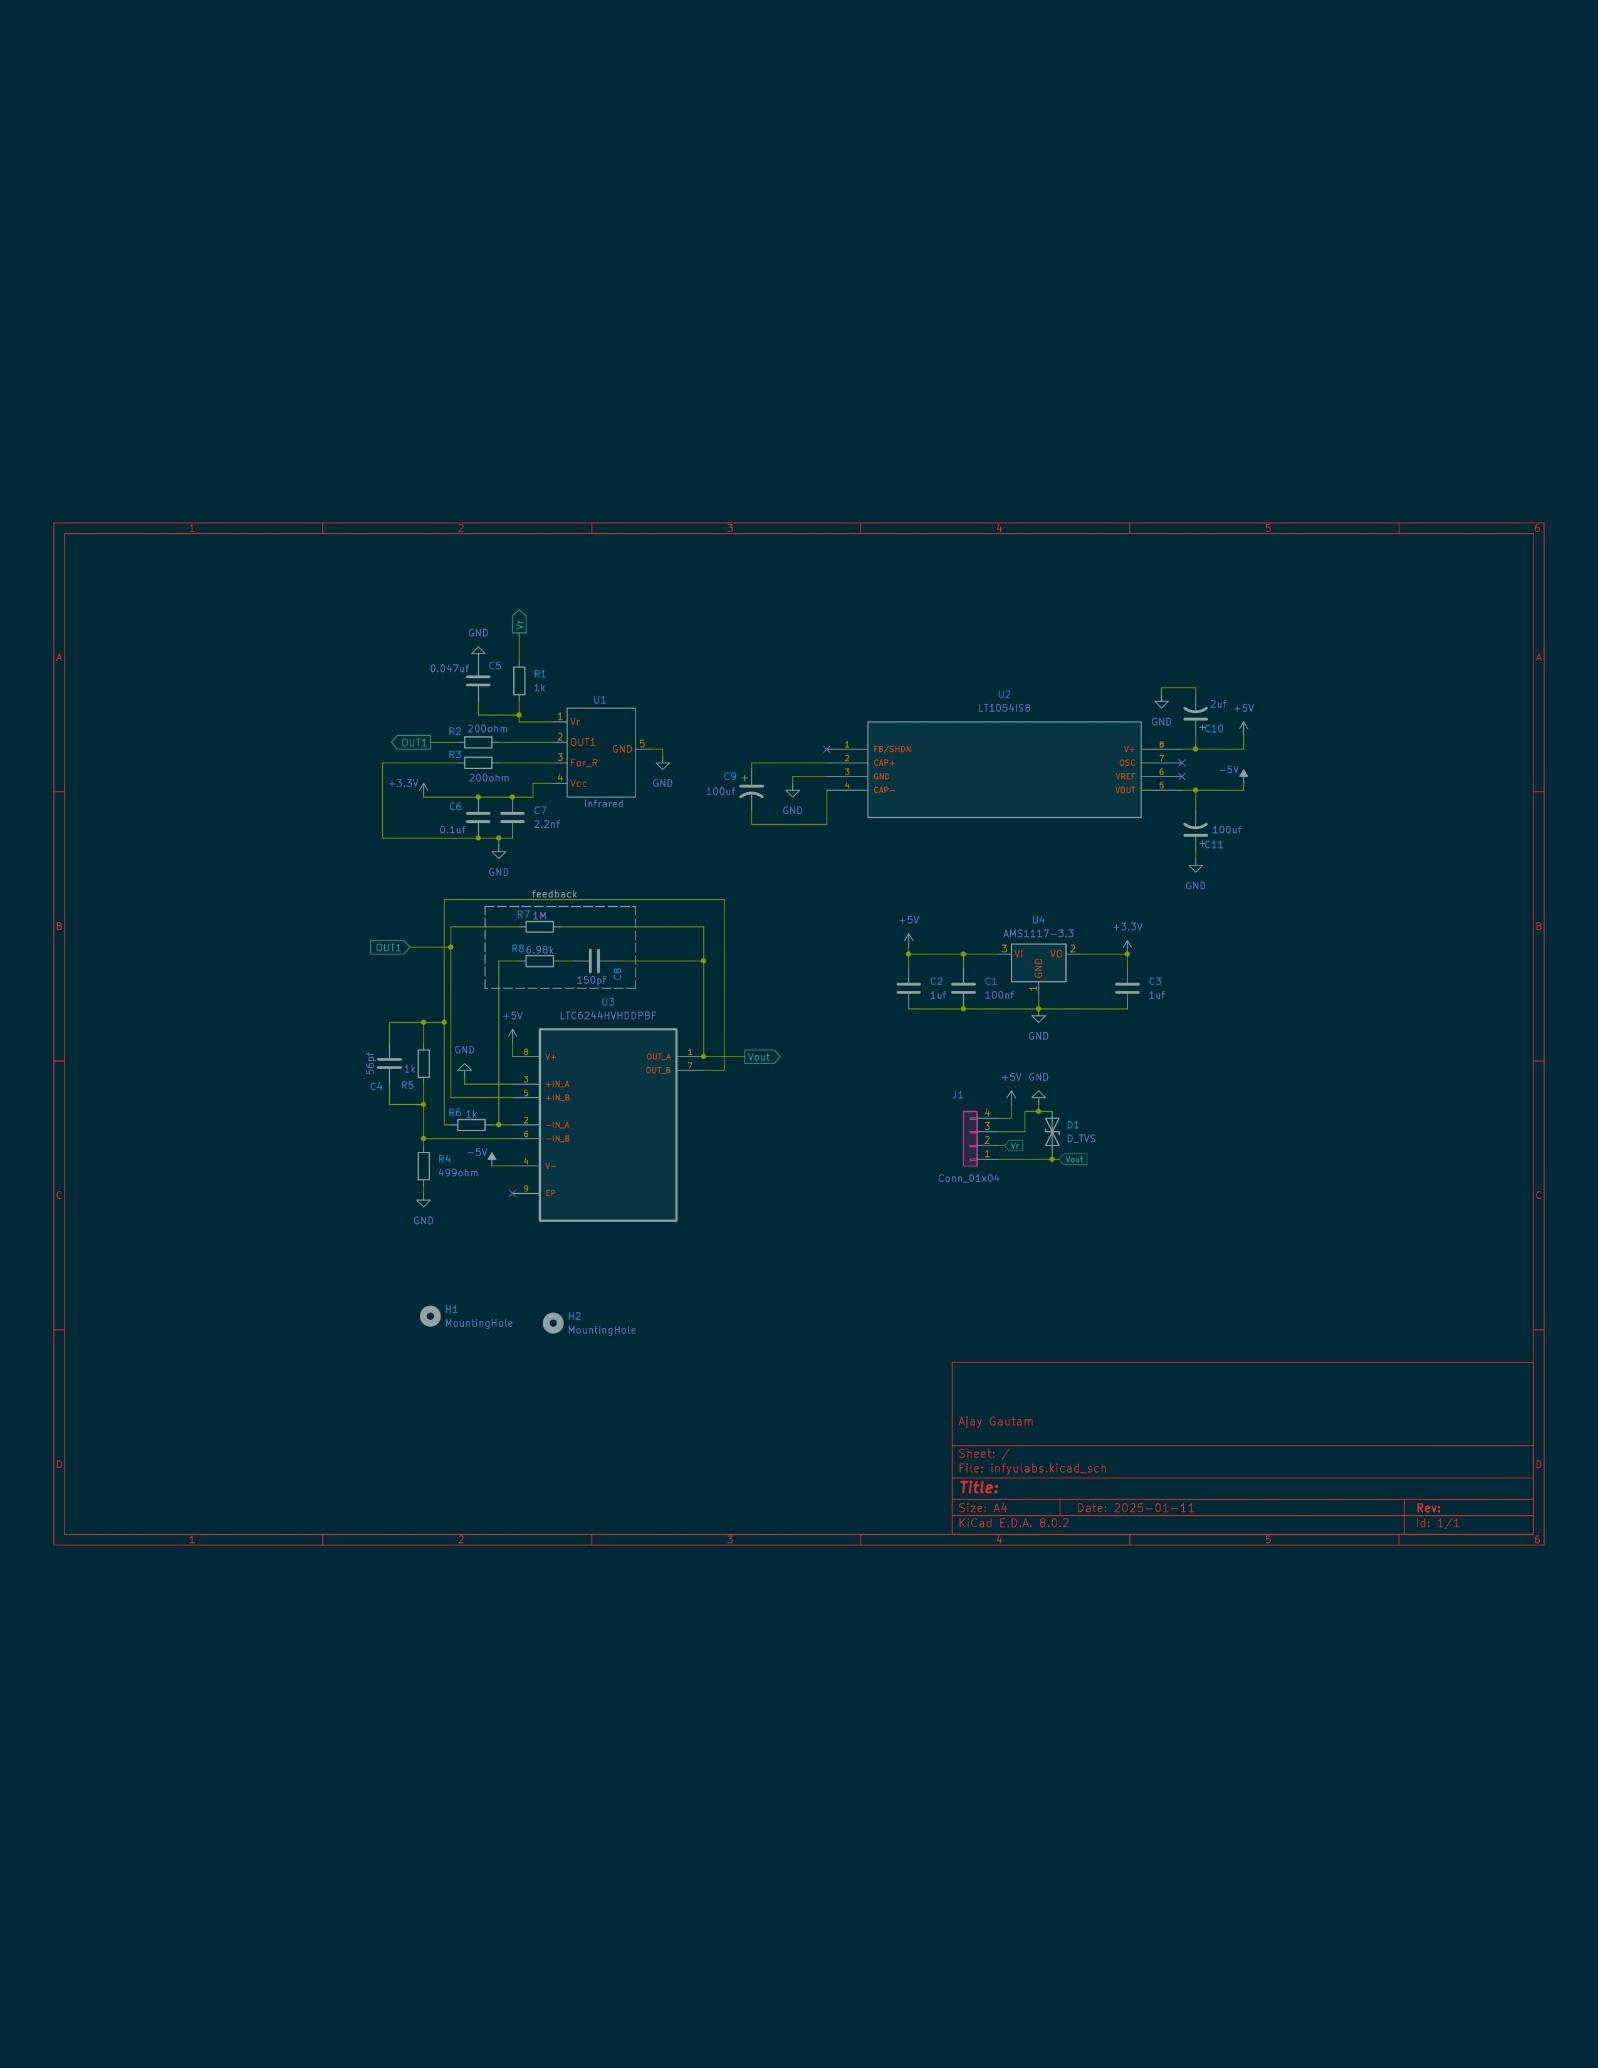 1 2 3 4 5 6
A A
B B
C C
D D
1 2 3 4 5 6
Vr
GND
0.047uf C5
R1
1k
U1
1 Vr
2 OUT1
3 For_R
4 Vcc
GND 5
infrared
GND
OUT1
R2 200ohm
R3
200ohm
+3.3V
C6
0.1uf
C7
2.2nf
GND
U2
LT1054IS8
1 FB/SHDN
2 CAP+
3 GND
4 CAP-
V+ 8
OSC 7
VREF 6
VOUT 5
C9 +
100uf
GND
GND
2uf
+C10
+5V
-5V
100uf
+C11
GND
feedback
R7 1M
R8 6.98k
150pf
C8
OUT1
U3
LTC6244HVHDDPBF
+5V
8 V+
3 +IN_A
5 +IN_B
2 -IN_A
6 -IN_B
4 V-
9 EP
OUT_A 1
OUT_B 7
Vout
GND
56pf
C4
1k
R5
R6 1k
-5V
R4
499ohm
GND
+5V
U4
AMS1117-3.3
3 VI VO 2
GND
1
+3.3V
C2
1uf
C1
100nf
C3
1uf
GND
+5V GND
J1
4
3
2
1
Vr
Vout
D1
D_TVS
Conn_01x04
H1
MountingHole
H2
MountingHole
Ajay Gautam
Sheet: /
File: infyulabs.kicad_sch
Title:
Size: A4 Date: 2025-01-11 Rev:
KiCad E.D.A. 8.0.2 Id: 1/1